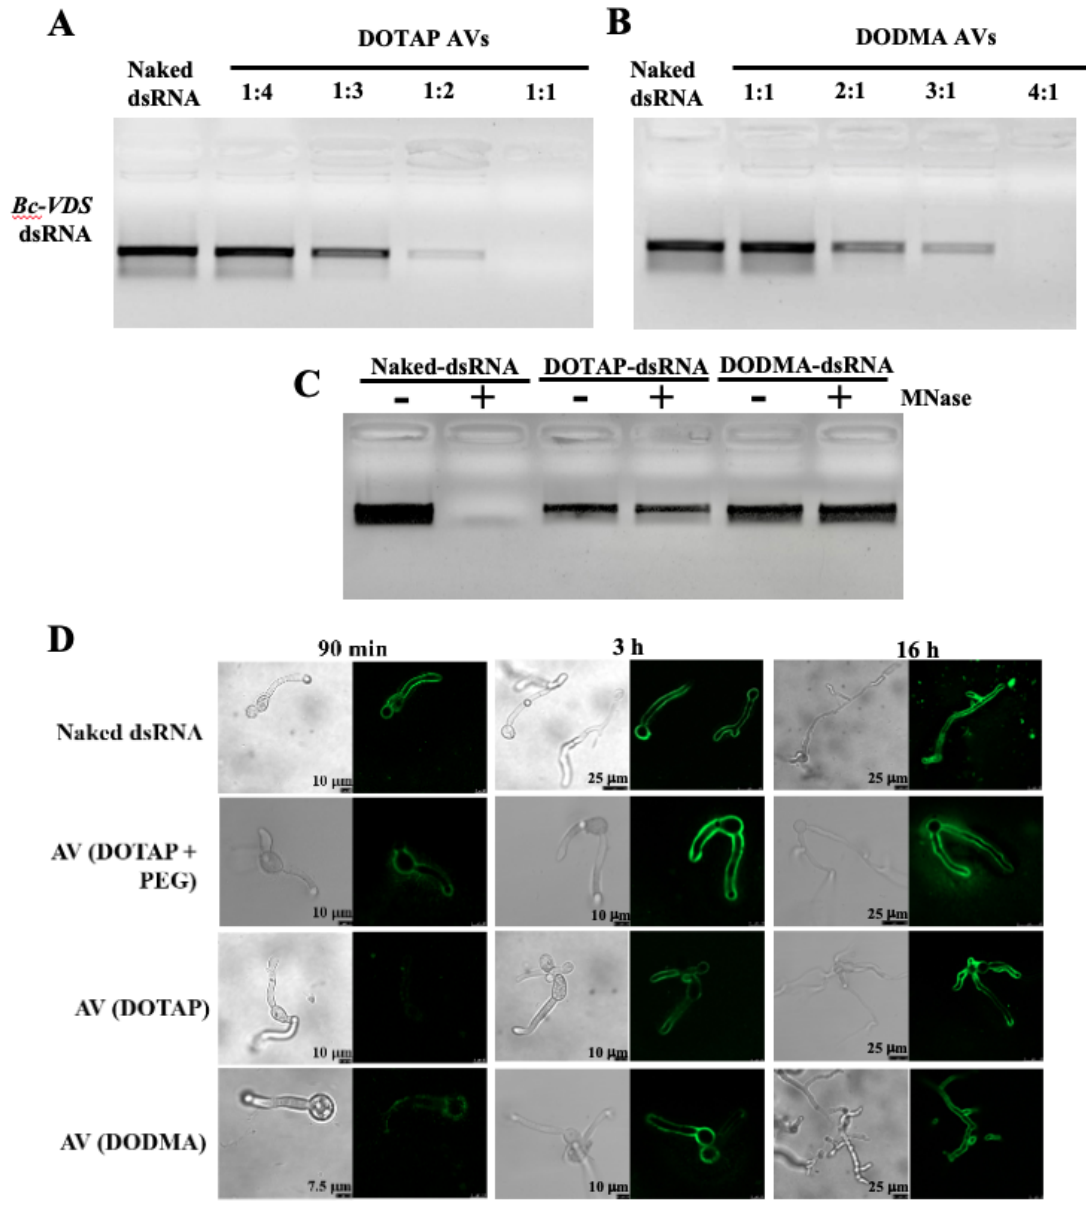 A
DOTAP AVs
Naked
dsRNA
1:4 1:3 1:2 1:1
B
DODMA AVs
Naked
dsRNA
1:1 2:1 3:1 4:1
Bc-VDS
dsRNA
C
Naked-dsRNA DOTAP-dsRNA DODMA-dsRNA
- + - + - + MNase
D
90 min 3 h 16 h
Naked dsRNA
10 µm 25 µm 25 µm
AV (DOTAP +
PEG)
10 µm 10 µm 25 µm
AV (DOTAP)
10 µm 10 µm 25 µm
AV (DODMA)
7.5 µm 10 µm 25 µm